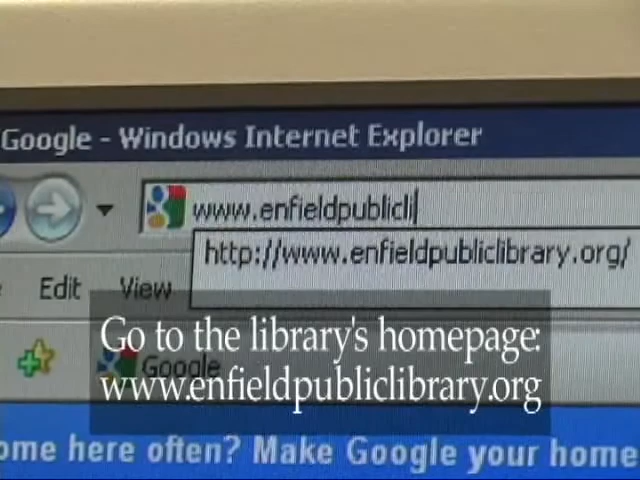 Google - Windows Internet Explorer
www.enfieldpublicli
http://www.enfieldpubliclibrary.org/
Edit View
Go to the library's homepage:
Google
www.enfieldpubliclibrary.org
ome here often? Make Google your home